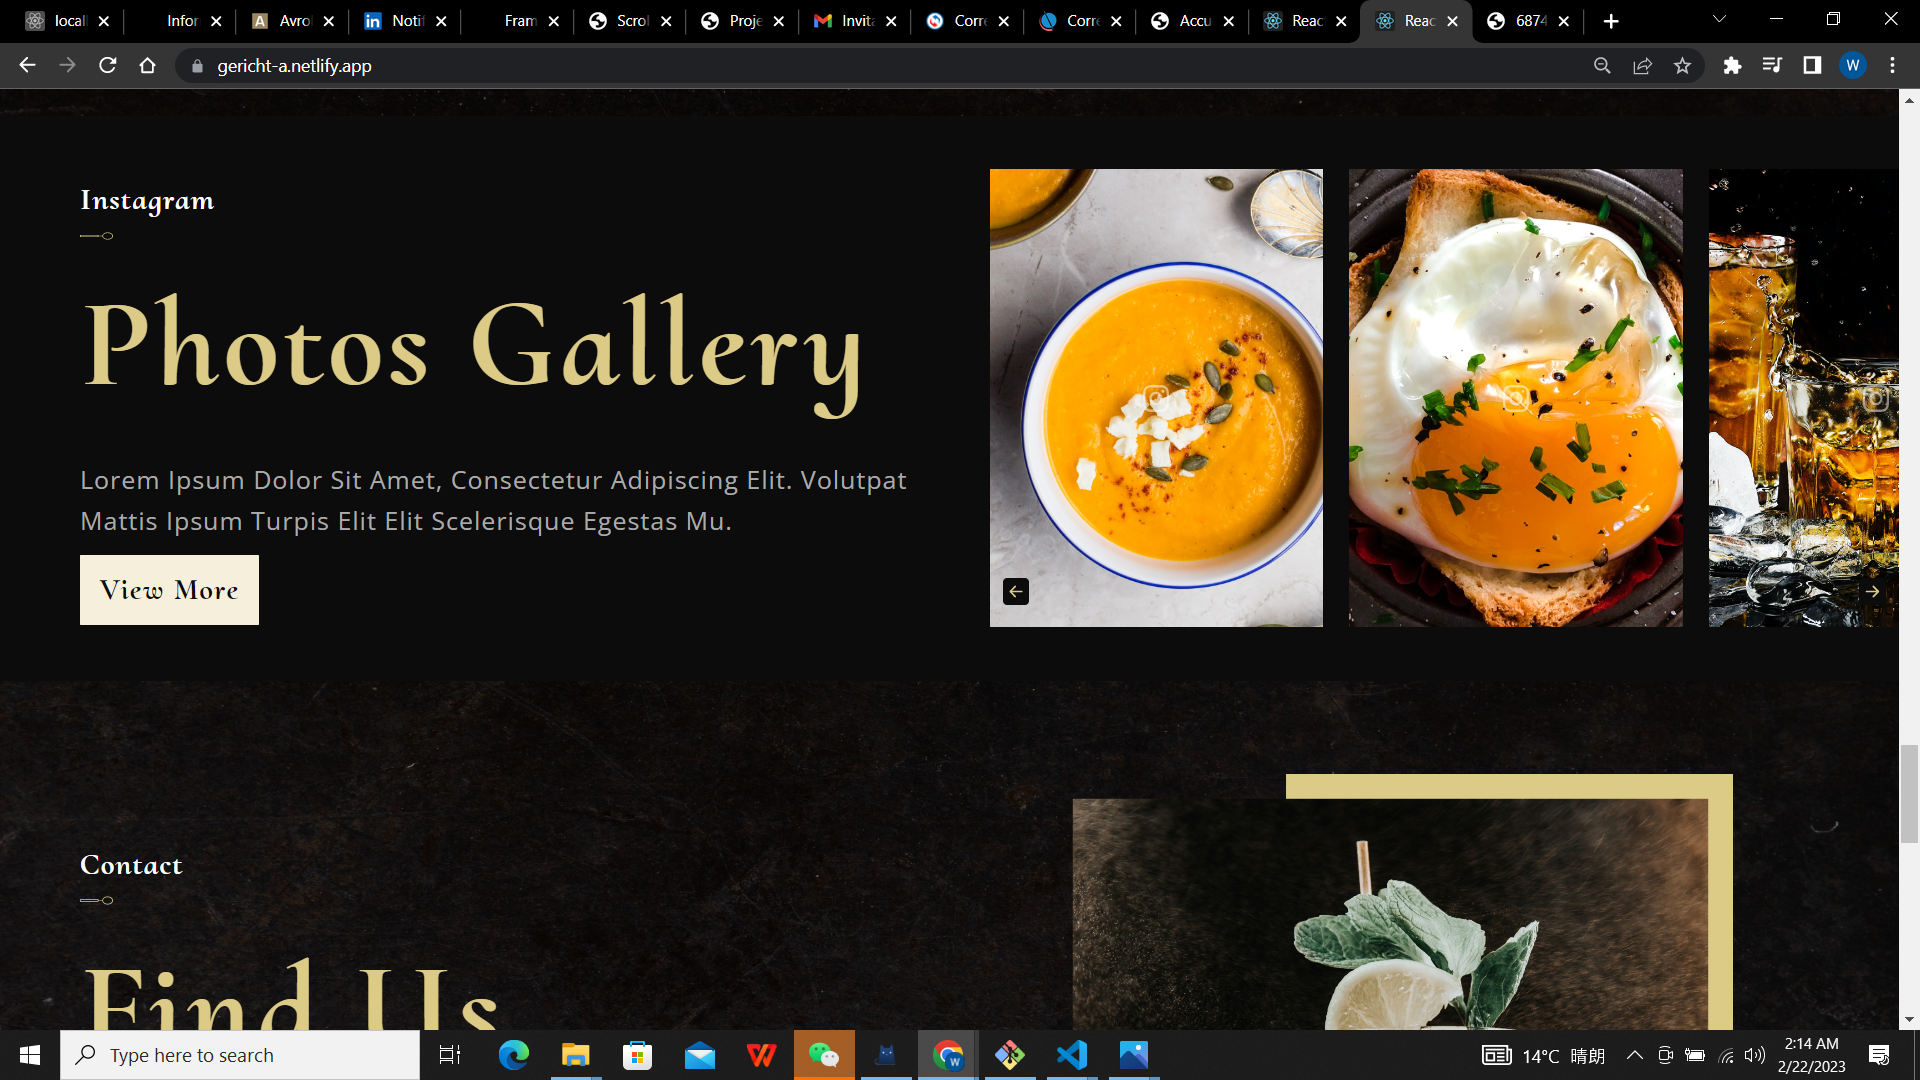 locall
Infor
Avrol
Notif
Fram
Scrol
Proje
Invita
Corre
Corre
Accu
Reac
Reac
6874
gericht-a.netlify.app
W
Instagram
Photos Gallery
Lorem Ipsum Dolor Sit Amet, Consectetur Adipiscing Elit. Volutpat
Mattis Ipsum Turpis Elit Elit Scelerisque Egestas Mu.
View More
Contact
Find Us
Type here to search
14°C 晴朗
2:14 AM
2/22/2023